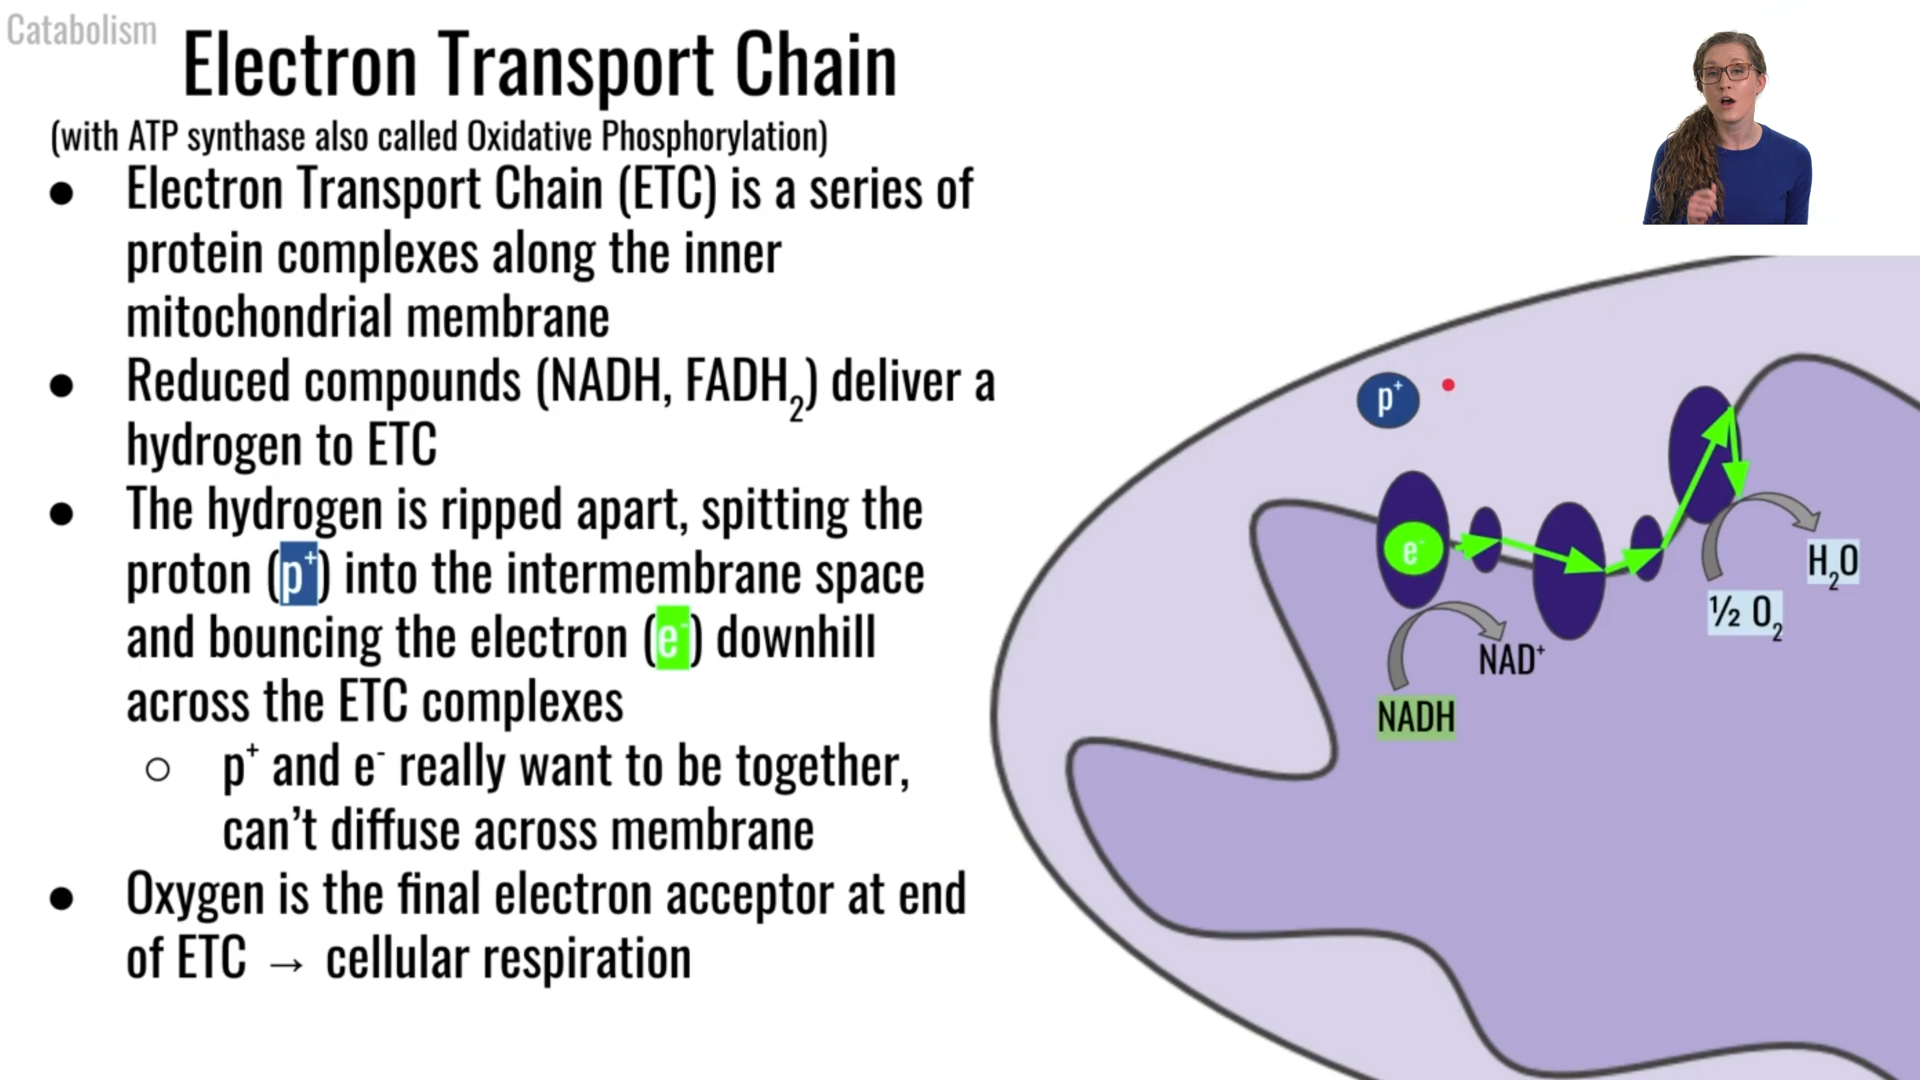 Catabolism
Electron Transport Chain
(with ATP synthase also called Oxidative Phosphorylation)
● Electron Transport Chain (ETC) is a series of
protein complexes along the inner
mitochondrial membrane
● Reduced compounds (NADH, FADH₂) deliver a
hydrogen to ETC
● The hydrogen is ripped apart, spitting the
proton (p⁺) into the intermembrane space
and bouncing the electron (e⁻) downhill
across the ETC complexes
○ p⁺ and e⁻ really want to be together,
can’t diffuse across membrane
● Oxygen is the final electron acceptor at end
of ETC → cellular respiration
p⁺
e⁻
NADH
NAD⁺
½ O₂
H₂O